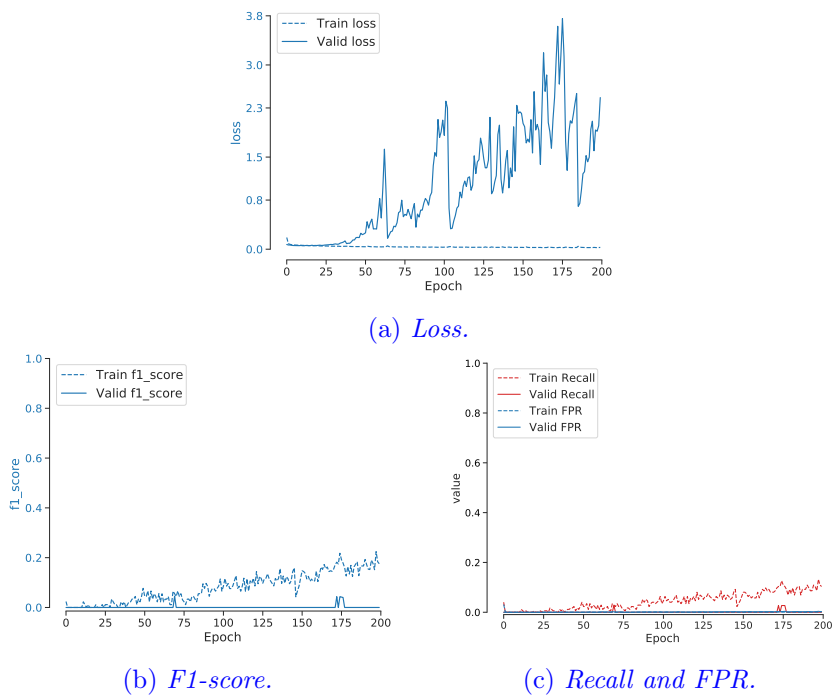 3.8
3.0
2.3
1.5
0.8
0.0
loss
Train loss
Valid loss
0 25 50 75 100 125 150 175 200
Epoch
(a) Loss.
1.0
0.8
0.6
0.4
0.2
0.0
f1_score
Train f1_score
Valid f1_score
0 25 50 75 100 125 150 175 200
Epoch
(b) F1-score.
1.0
0.8
0.6
0.4
0.2
0.0
value
Train Recall
Valid Recall
Train FPR
Valid FPR
0 25 50 75 100 125 150 175 200
Epoch
(c) Recall and FPR.